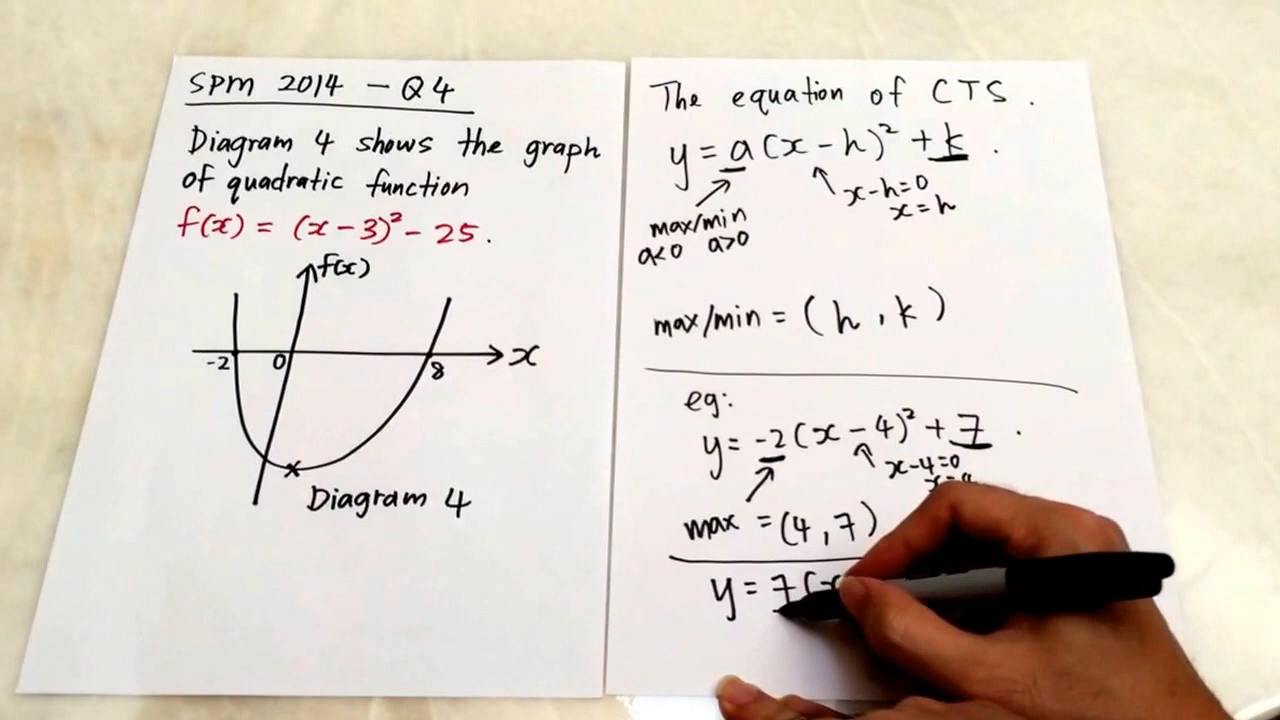 SPM 2014 - Q4
Diagram 4 shows the graph
of quadratic function
f(x) = (x-3)² - 25.
f(x)
-2 0 8 x
Diagram 4
The equation of CTS.
y = a(x-h)² + k.
x-h=0
x=h
max/min
a<0 a>0
max/min = (h, k)
eg:
y = -2(x-4)² + 7.
x-4=0
max = (4, 7)
y = 7(x